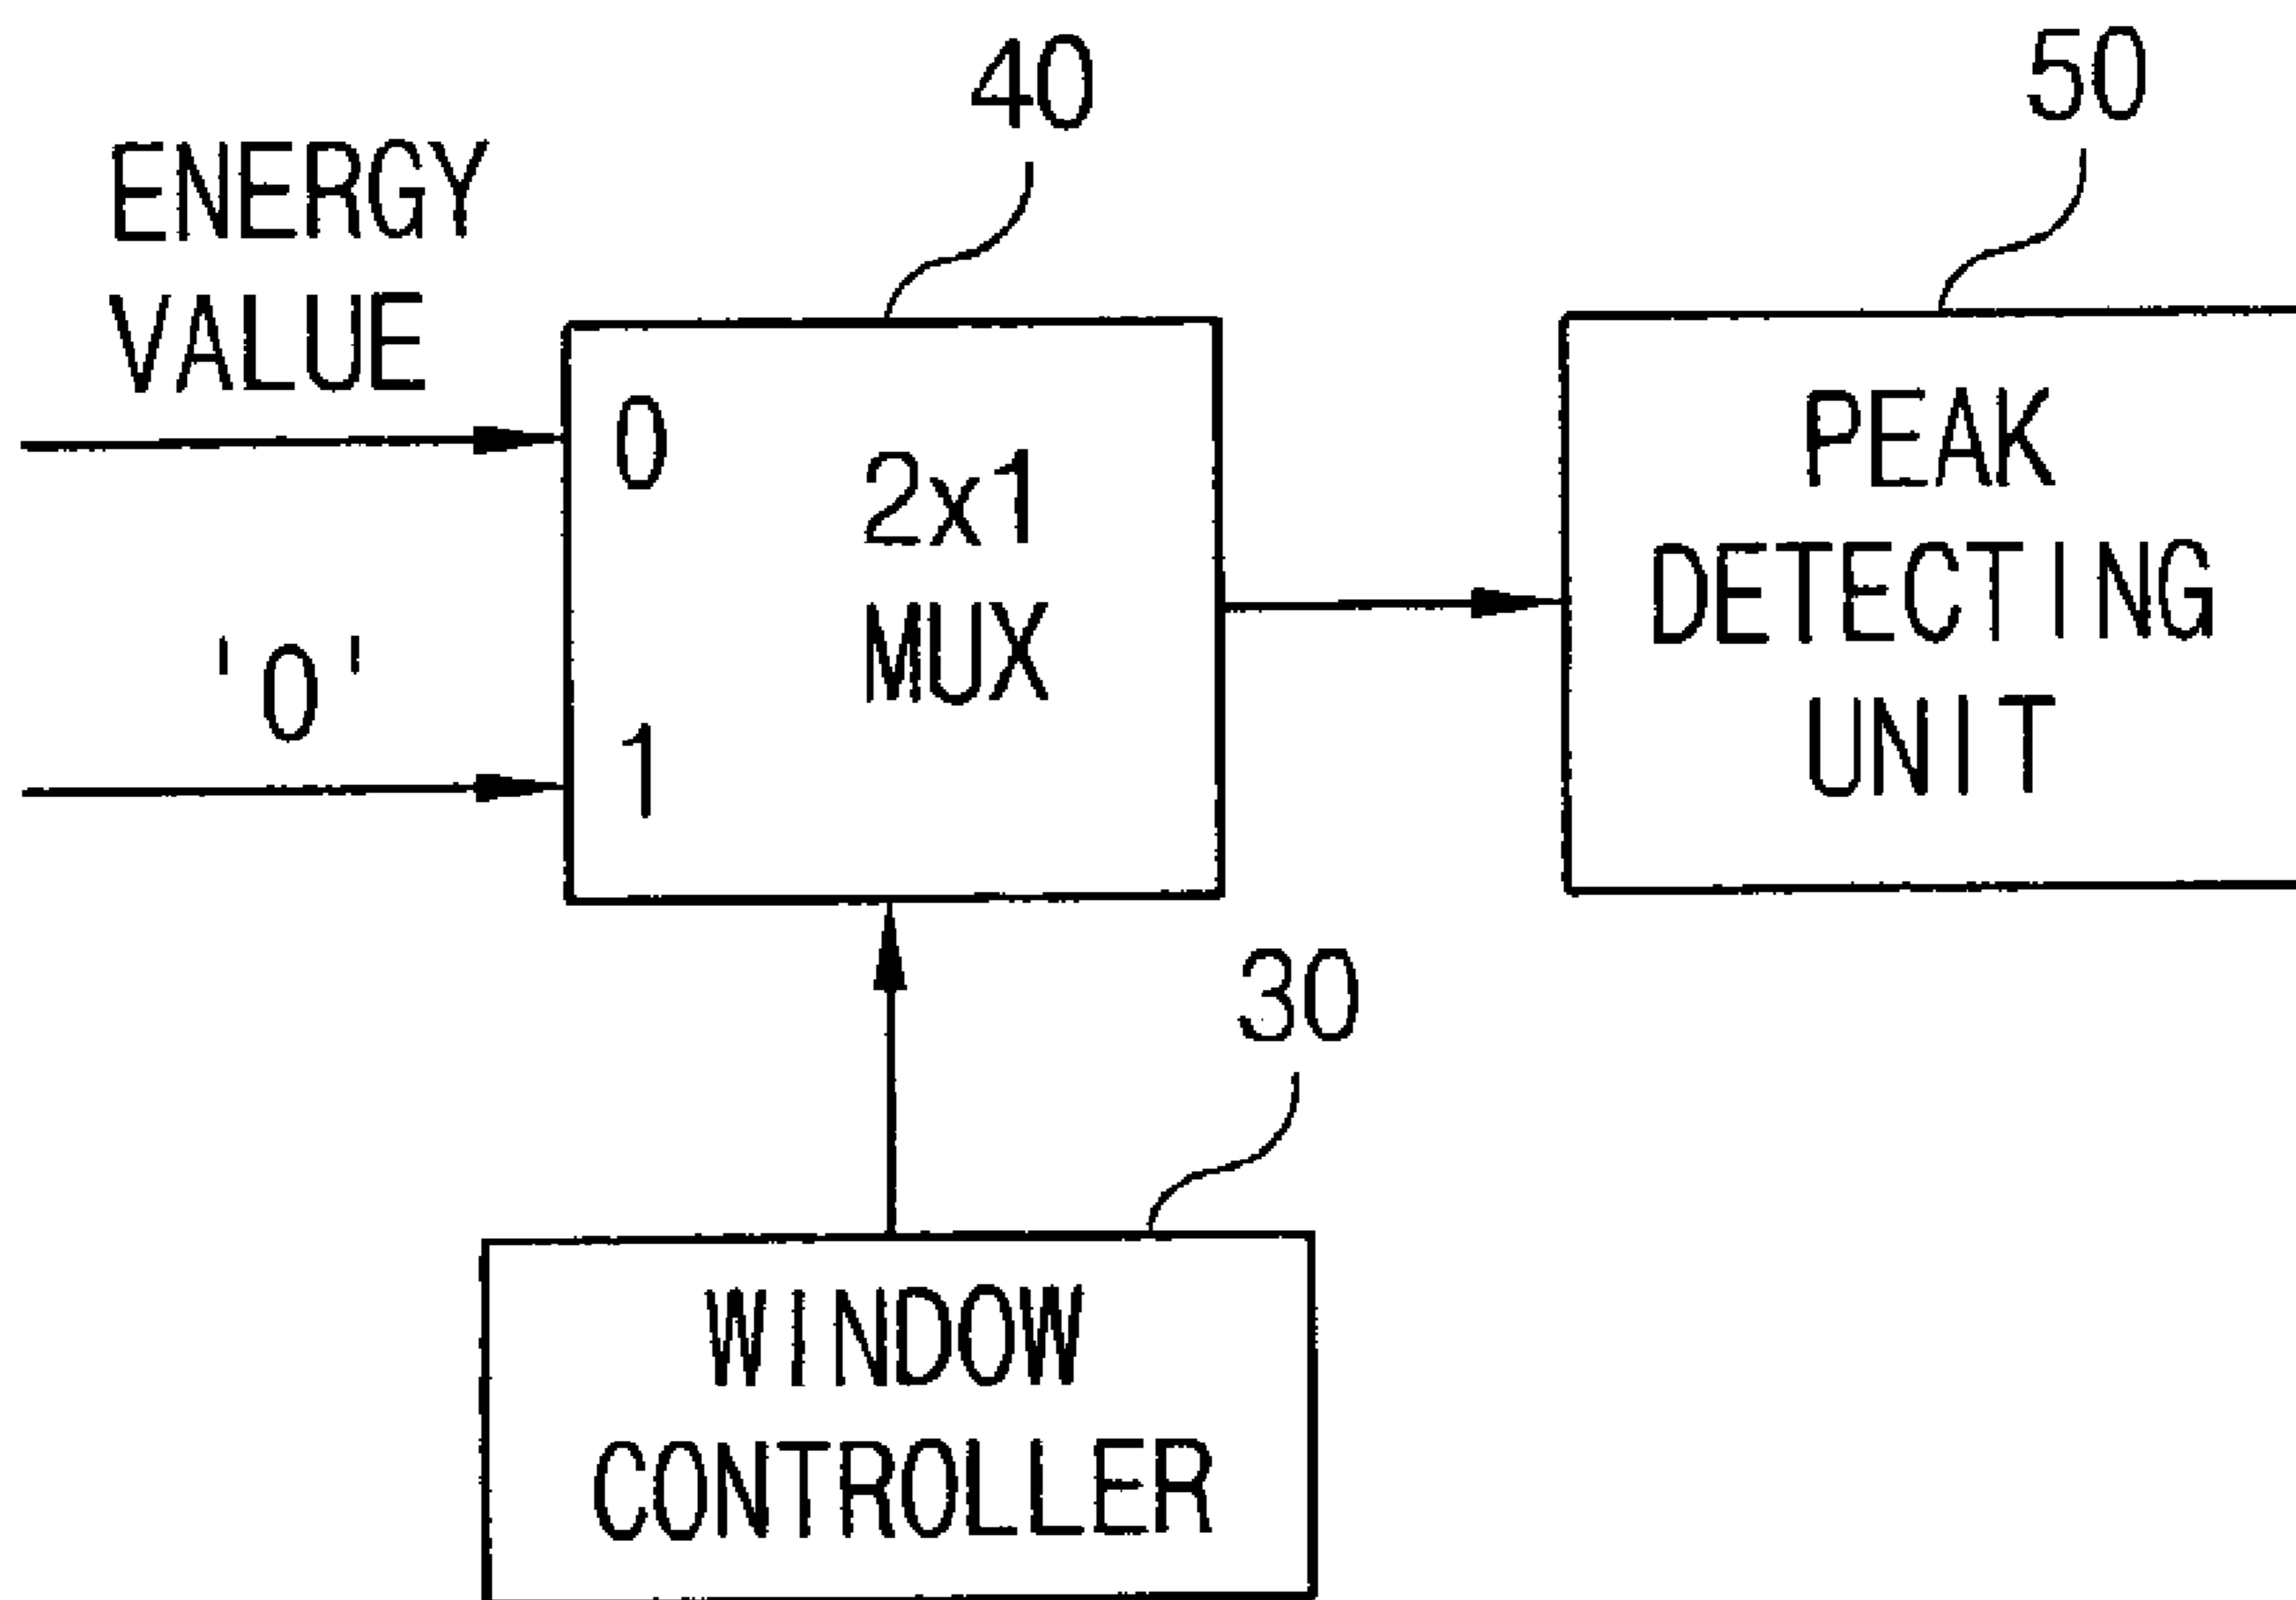 40
50
ENERGY
VALUE
0
2x1
MUX
'0'
1
PEAK
DETECTING
UNIT
30
WINDOW
CONTROLLER